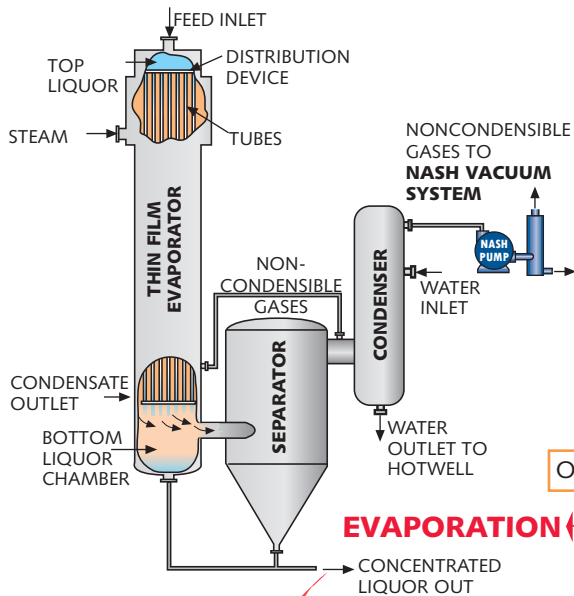 FEED INLET
TOP
LIQUOR
DISTRIBUTION
DEVICE
STEAM
TUBES
NONCONDENSIBLE
GASES TO
NASH VACUUM
SYSTEM
THIN FILM
EVAPORATOR
NON-
CONDENSIBLE
GASES
CONDENSER
NASH
PUMP
WATER
INLET
SEPARATOR
CONDENSATE
OUTLET
BOTTOM
LIQUOR
CHAMBER
WATER
OUTLET TO
HOTWELL
O
EVAPORATION
CONCENTRATED
LIQUOR OUT